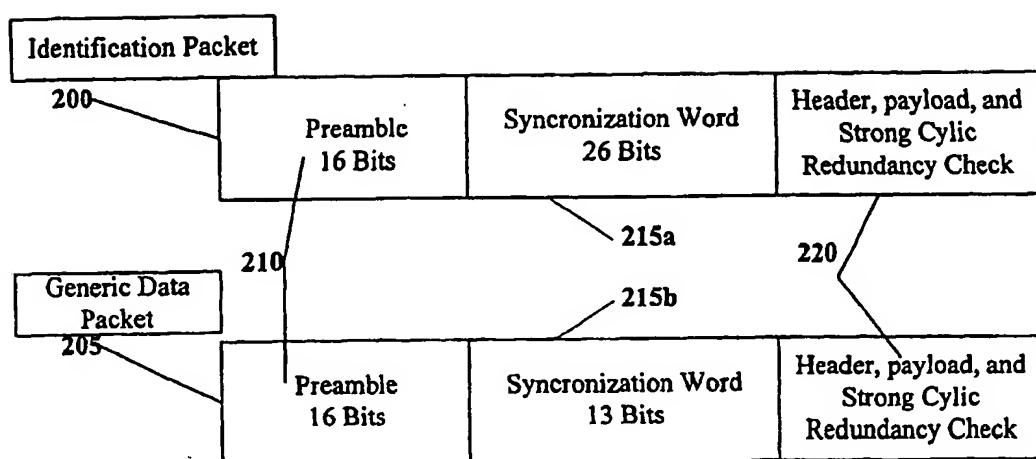 Identification Packet
200
Preamble
16 Bits
Syncronization Word
26 Bits
Header, payload, and
Strong Cylic
Redundancy Check
215a
210
220
Generic Data
Packet
215b
205
Preamble
16 Bits
Syncronization Word
13 Bits
Header, payload, and
Strong Cylic
Redundancy Check